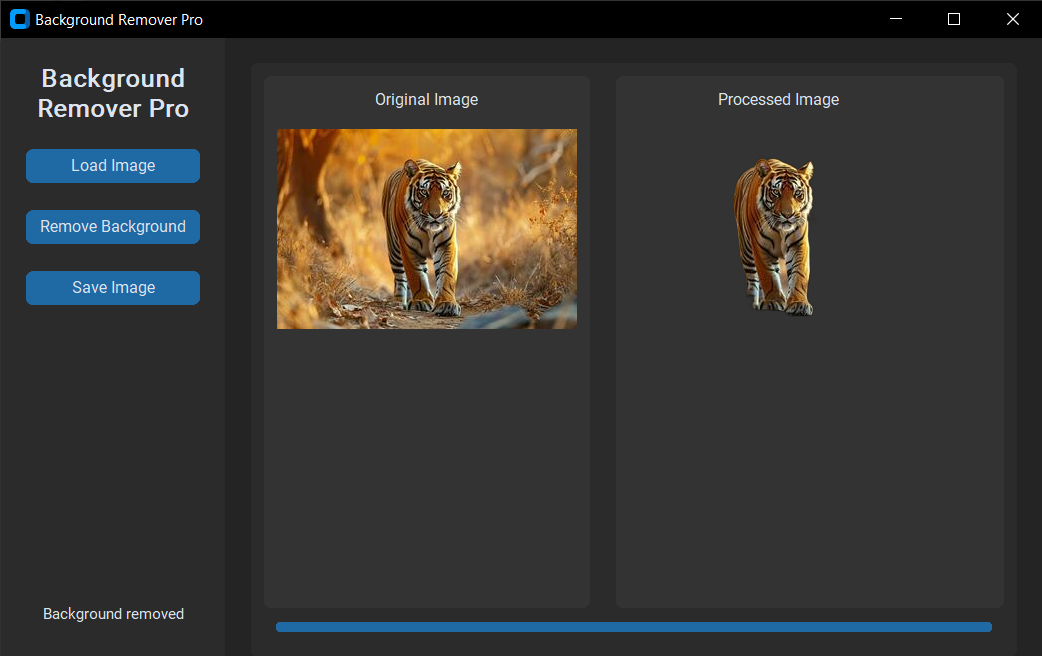 Background Remover Pro
Background
Remover Pro
Load Image
Remove Background
Save Image
Background removed
Original Image
Processed Image